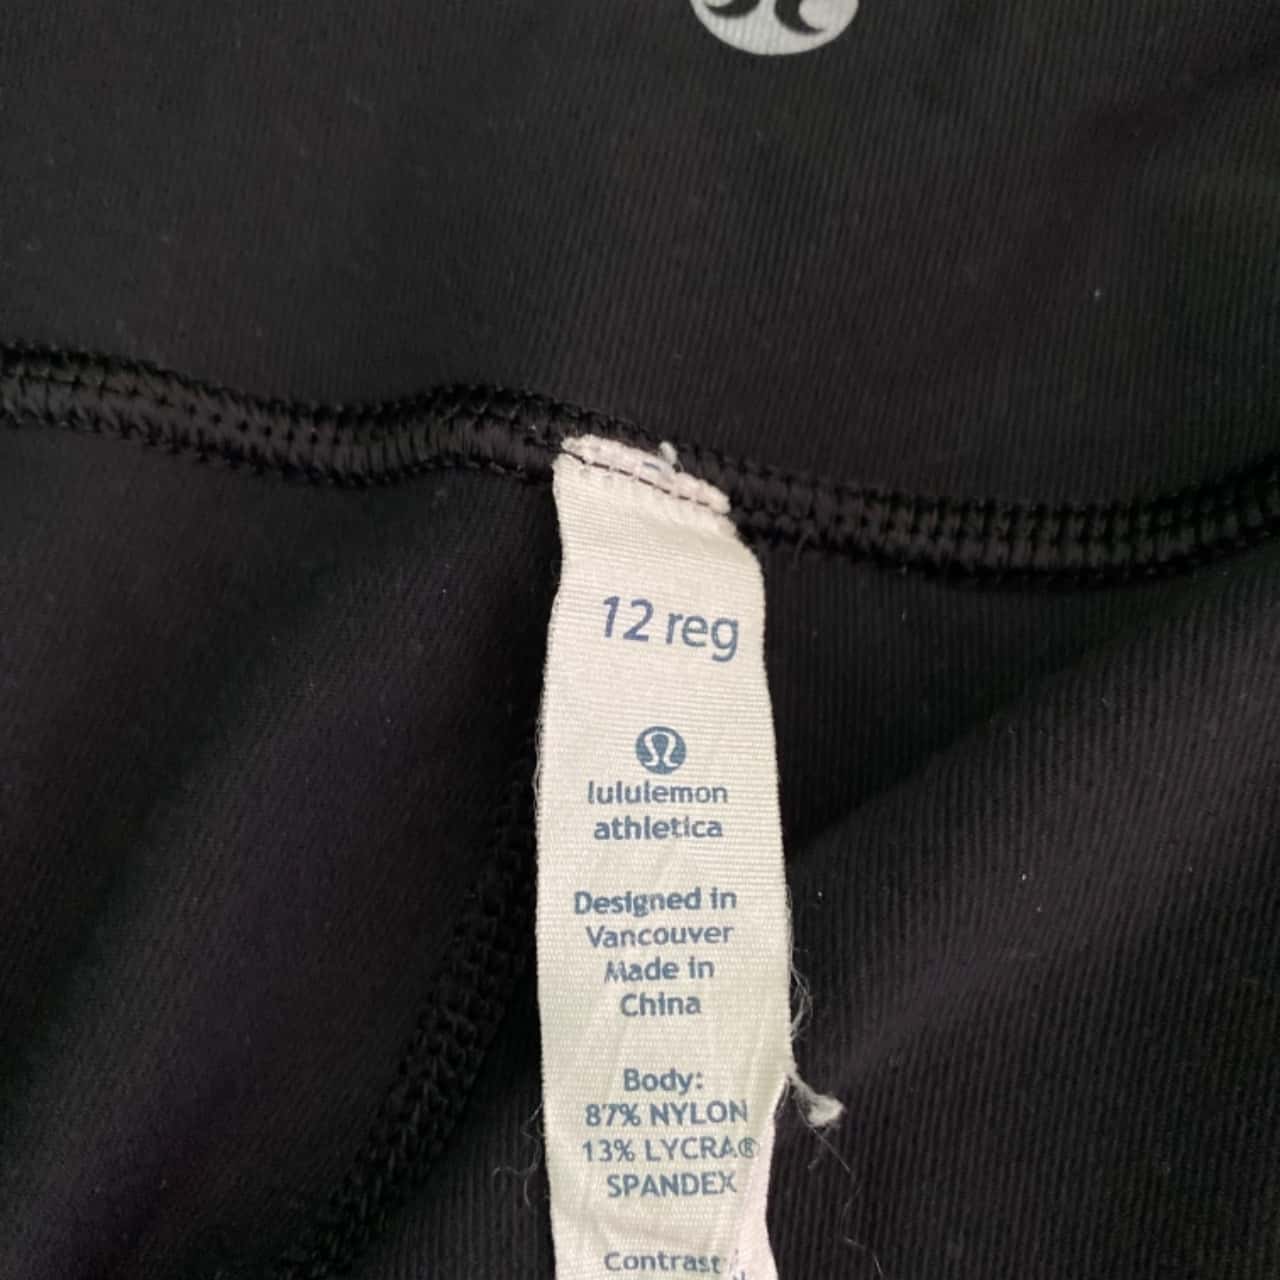 12 reg
lululemon
athletica
Designed in
Vancouver
Made in
China
Body:
87% NYLON
13% LYCRA®
SPANDEX
Contrast